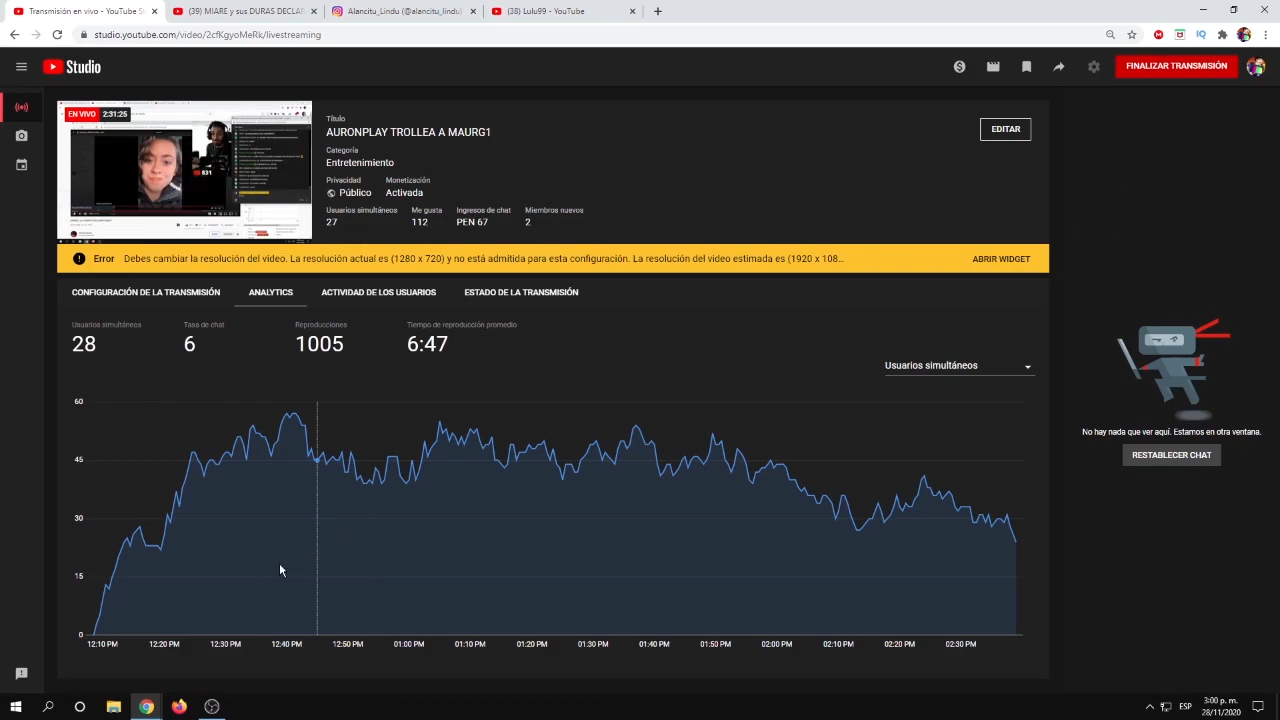 Transmisión en vivo - YouTube S
(39) MIARE y sus DURAS DECLAR
Alancitu_Lindu (@alancitu_lindu)
(38) Lulu99 - YouTube
studio.youtube.com/video/2cfKgyoMeRk/livestreaming
Studio
FINALIZAR TRANSMISIÓN
EN VIVO 2:31:25
831
Título
AURONPLAY TROLLEA A MAURG1
EDITAR
Categoría
Entretenimiento
Privacidad Monetización
Público Activada
Usuarios simultáneos Me gusta Ingresos de chat Miembros nuevos
27 112 PEN 67 2
Error Debes cambiar la resolución del video. La resolución actual es (1280 x 720) y no está admitida para esta configuración. La resolución del video estimada es (1920 x 108... ABRIR WIDGET
CONFIGURACIÓN DE LA TRANSMISIÓN ANALYTICS ACTIVIDAD DE LOS USUARIOS ESTADO DE LA TRANSMISIÓN
Usuarios simultáneos Tasa de chat Reproducciones Tiempo de reproducción promedio
28 6 1005 6:47
Usuarios simultáneos
60
45
30
15
0
12:10 PM 12:20 PM 12:30 PM 12:40 PM 12:50 PM 01:00 PM 01:10 PM 01:20 PM 01:30 PM 01:40 PM 01:50 PM 02:00 PM 02:10 PM 02:20 PM 02:30 PM
No hay nada que ver aquí. Estamos en otra ventana.
RESTABLECER CHAT
ESP
3:00 p. m.
28/11/2020